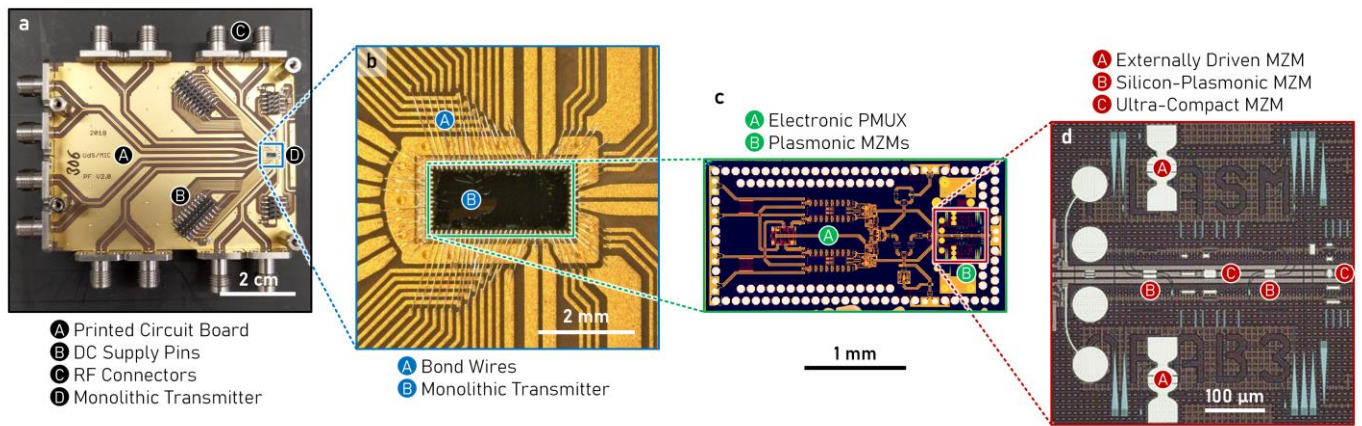 a
C
A
B
D
306
2018
UdS/MIC
PF V2.0
2 cm
A Printed Circuit Board
B DC Supply Pins
C RF Connectors
D Monolithic Transmitter
b
A
B
2 mm
A Bond Wires
B Monolithic Transmitter
c
A Electronic PMUX
B Plasmonic MZMs
A
B
1 mm
A Externally Driven MZM
B Silicon-Plasmonic MZM
C Ultra-Compact MZM
d
A
ASM
B
C
B
C
A
FAB3
100 µm